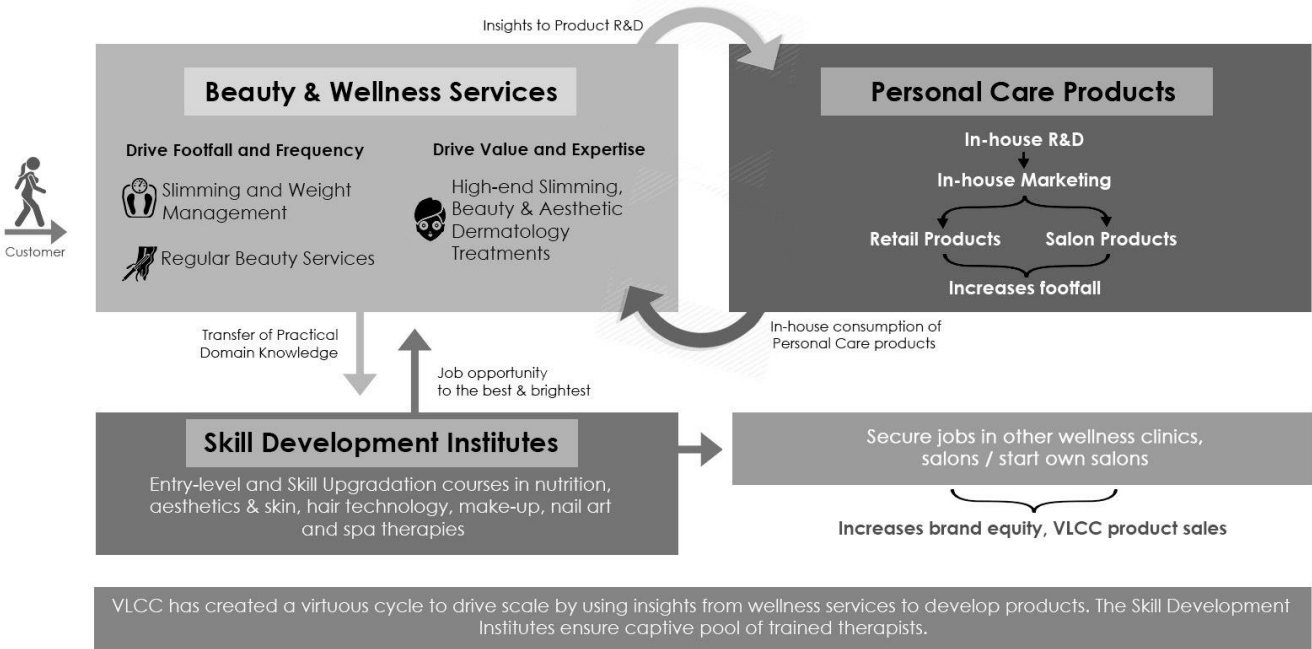 Insights to Product R&D
Beauty & Wellness Services
Drive Footfall and Frequency
Slimming and Weight
Management
Regular Beauty Services
Drive Value and Expertise
High-end Slimming,
Beauty & Aesthetic
Dermatology
Treatments
Customer
Personal Care Products
In-house R&D
In-house Marketing
Retail Products
Salon Products
Increases footfall
In-house consumption of
Personal Care products
Transfer of Practical
Domain Knowledge
Job opportunity
to the best & brightest
Skill Development Institutes
Entry-level and Skill Upgradation courses in nutrition,
aesthetics & skin, hair technology, make-up, nail art
and spa therapies
Secure jobs in other wellness clinics,
salons / start own salons
Increases brand equity, VLCC product sales
VLCC has created a virtuous cycle to drive scale by using insights from wellness services to develop products. The Skill Development
Institutes ensure captive pool of trained therapists.